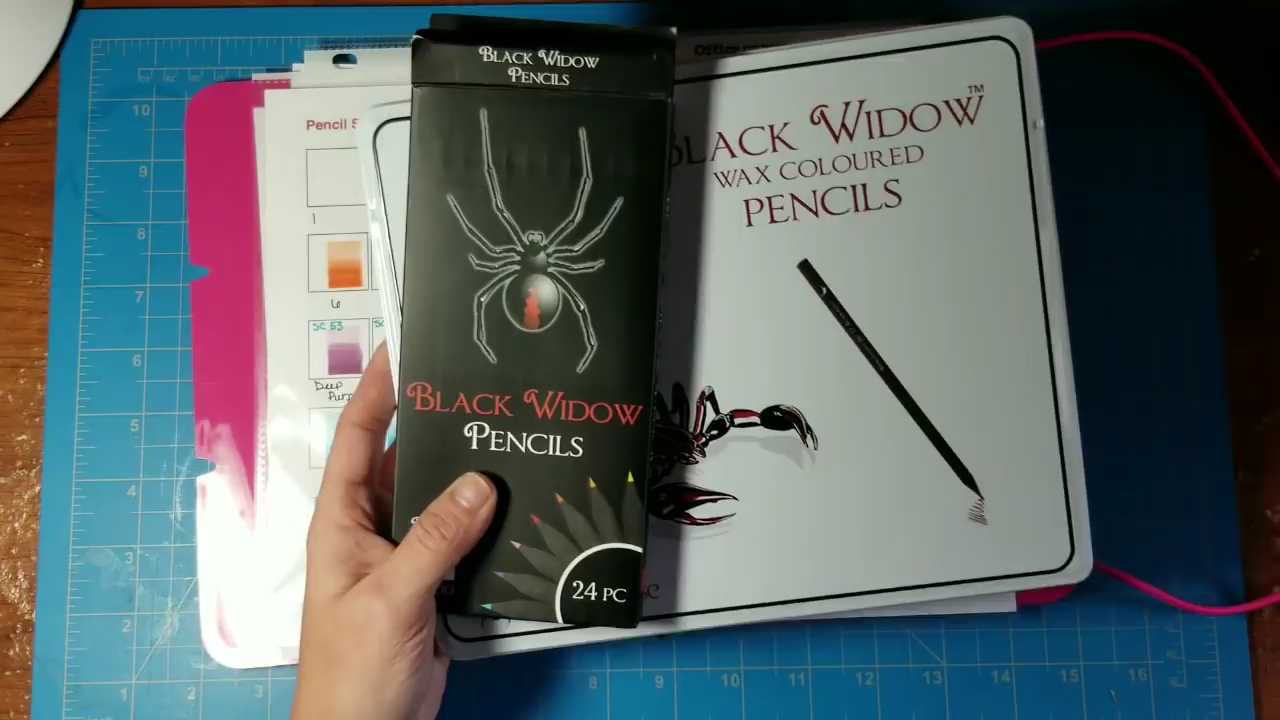 BLACK WIDOW
PENCILS
BLACK WIDOW
PENCILS
24 PC
Office
BLACK WIDOW™
WAX COLOURED
PENCILS
Pencil S
1
6
SC 53
Deep
Purp
10
9
8
7
6
5
4
3
2
1
1
2
3
8
9
10
11
12
13
14
15
16